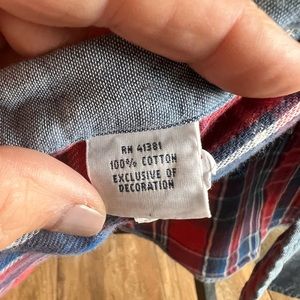 RN 41381
100% COTTON
EXCLUSIVE OF
DECORATION